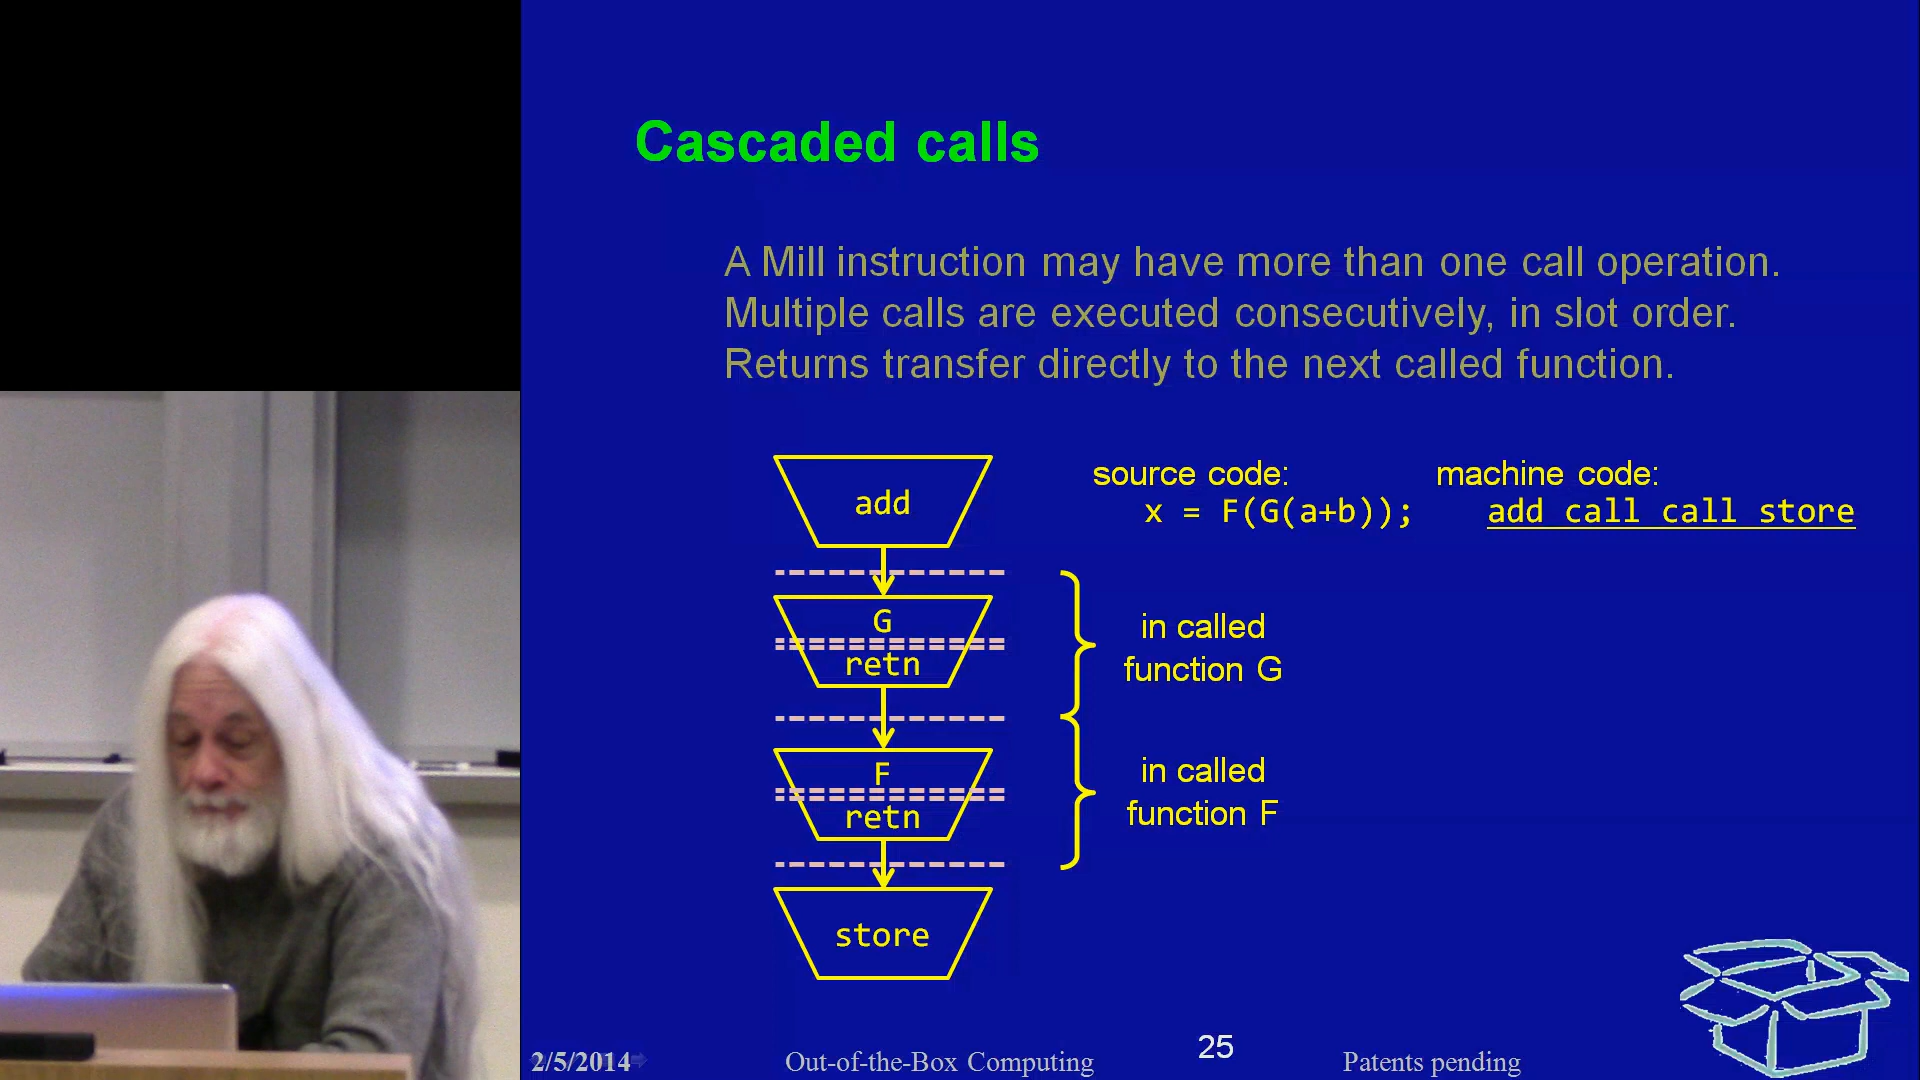 Cascaded calls
A Mill instruction may have more than one call operation.
Multiple calls are executed consecutively, in slot order.
Returns transfer directly to the next called function.
source code:
x = F(G(a+b));
machine code:
add call call store
add
G
retn
in called
function G
F
retn
in called
function F
store
2/5/2014
Out-of-the-Box Computing
25
Patents pending